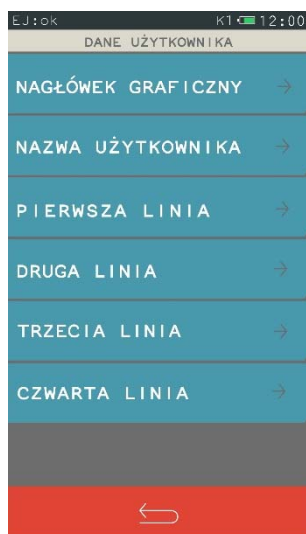 EJ:ok K1 12:00
DANE UŻYTKOWNIKA
NAGŁÓWEK GRAFICZNY
NAZWA UŻYTKOWNIKA
PIERWSZA LINIA
DRUGA LINIA
TRZECIA LINIA
CZWARTA LINIA